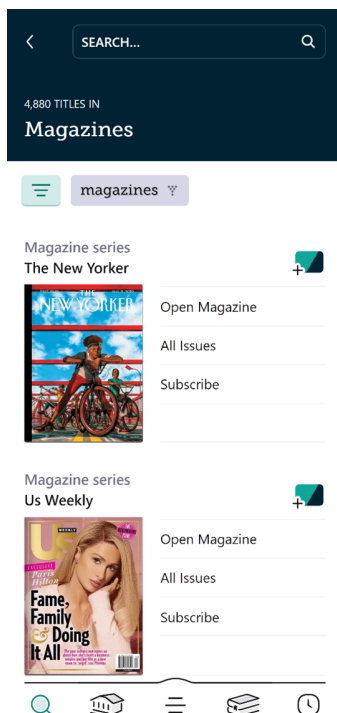 SEARCH...
4,880 TITLES IN
Magazines
magazines
Magazine series
The New Yorker
THE
NEW YORKER
Open Magazine
All Issues
Subscribe
Magazine series
Us Weekly
Us
WEEKLY
EXCLUSIVE
Paris
Hilton
Fame,
Family
& Doing
It All
Open Magazine
All Issues
Subscribe